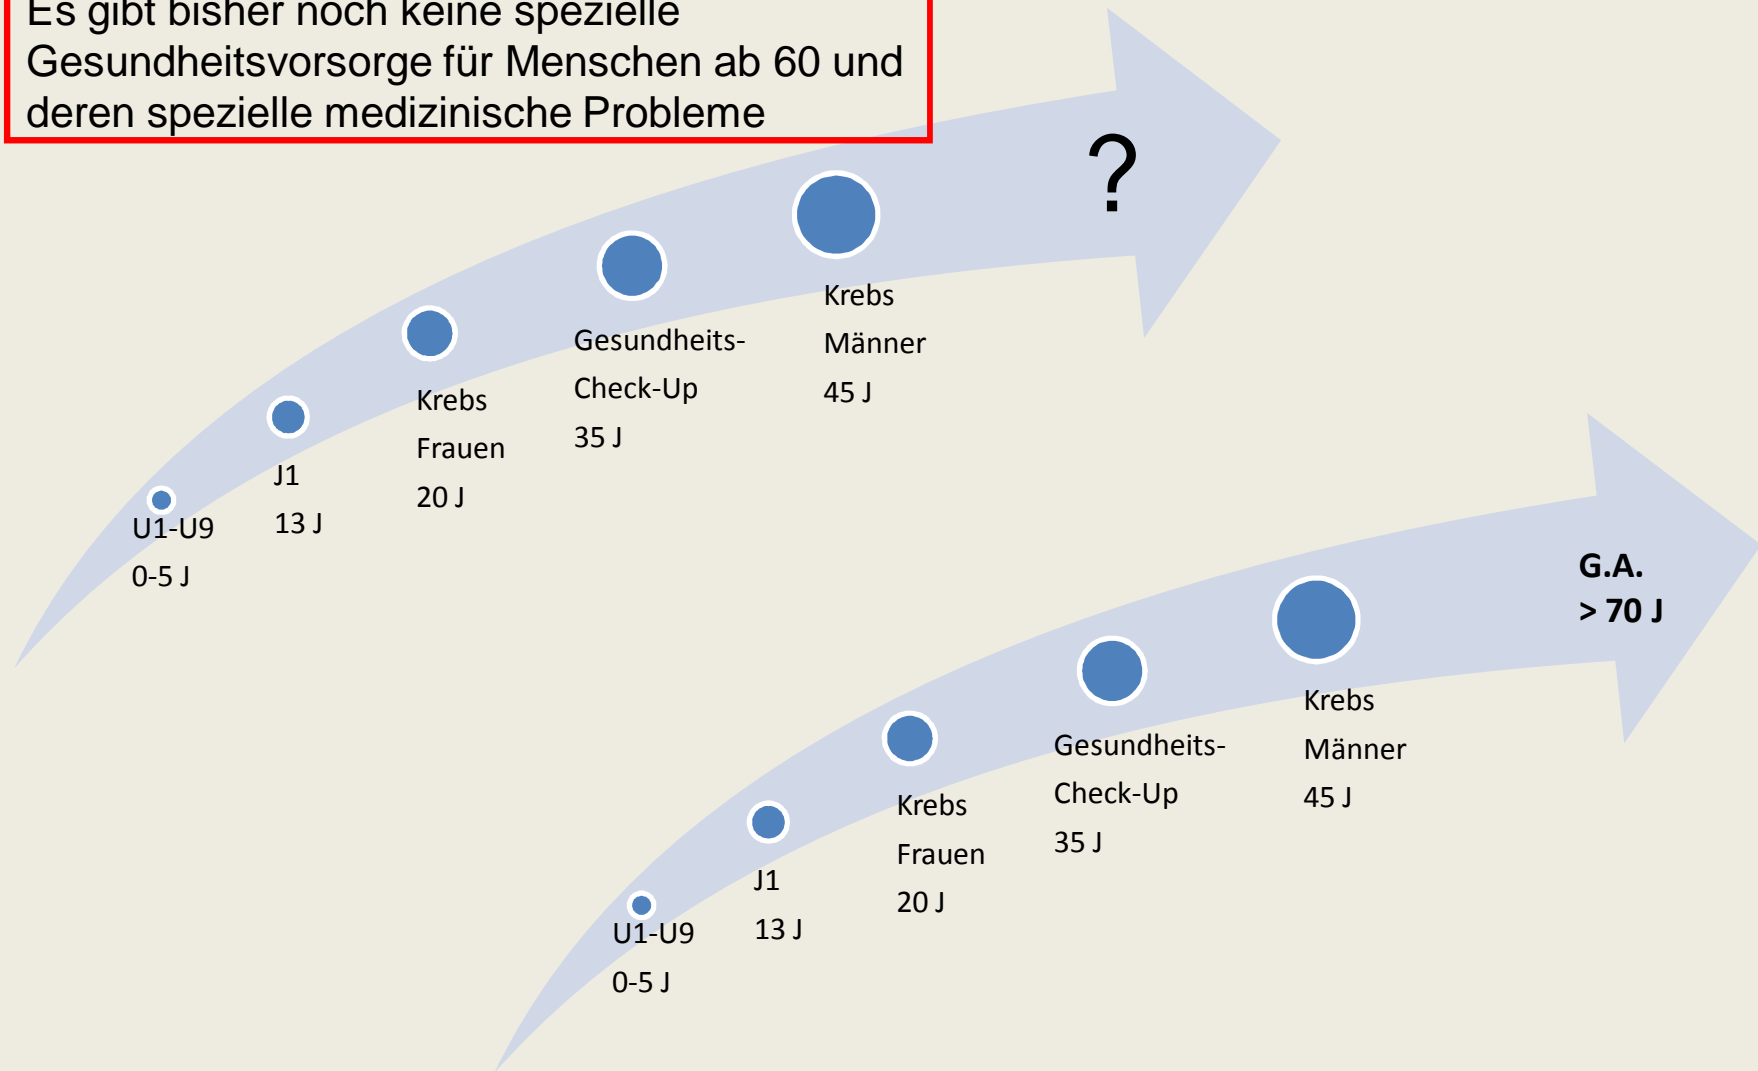 Es gibt bisher noch keine spezielle
Gesundheitsvorsorge für Menschen ab 60 und
deren spezielle medizinische Probleme
?
Krebs
Männer
45 J
Gesundheits-
Check-Up
35 J
Krebs
Frauen
20 J
J1
13 J
U1-U9
0-5 J
G.A.
> 70 J
Krebs
Männer
45 J
Gesundheits-
Check-Up
35 J
Krebs
Frauen
20 J
J1
13 J
U1-U9
0-5 J